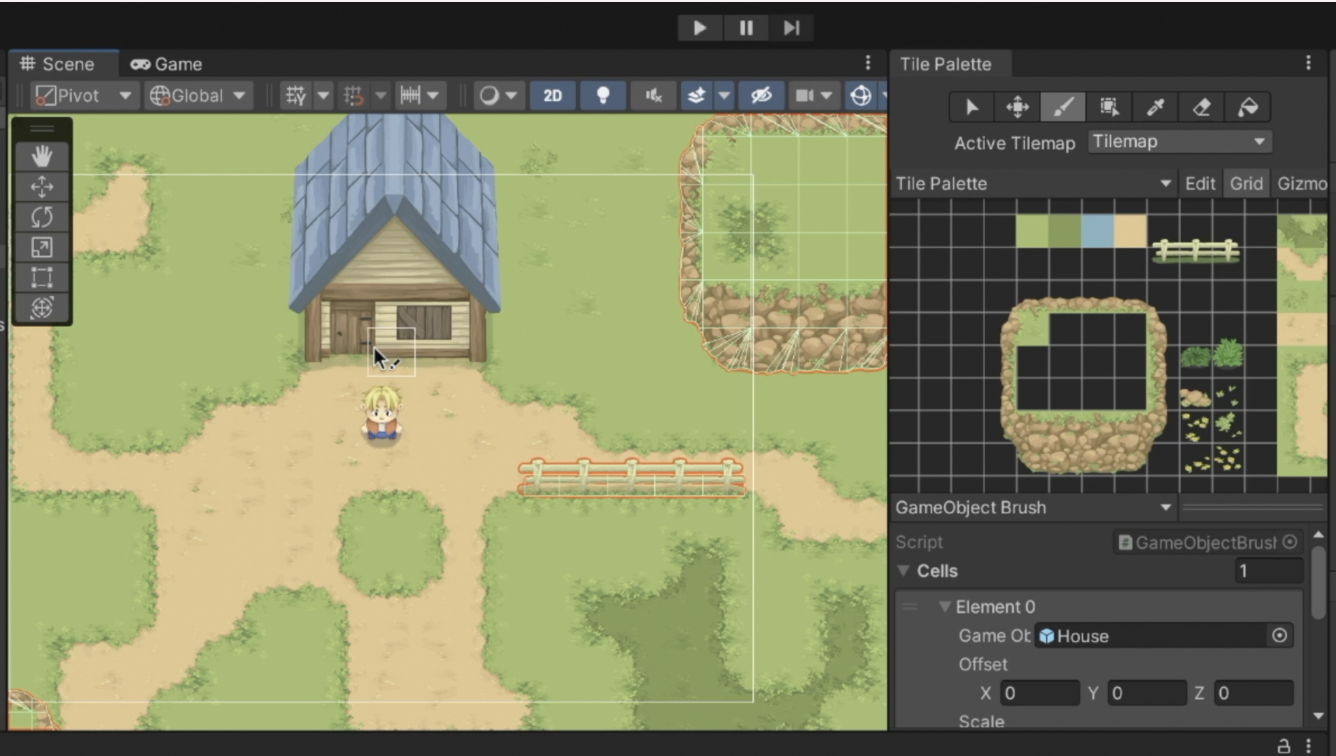 Scene
Game
Tile Palette
Pivot
Global
2D
Active Tilemap
Tilemap
Tile Palette
Edit
Grid
Gizmo
GameObject Brush
Script
GameObjectBrush
Cells
1
Element 0
Game Ob
House
Offset
X 0 Y 0 Z 0
Scale